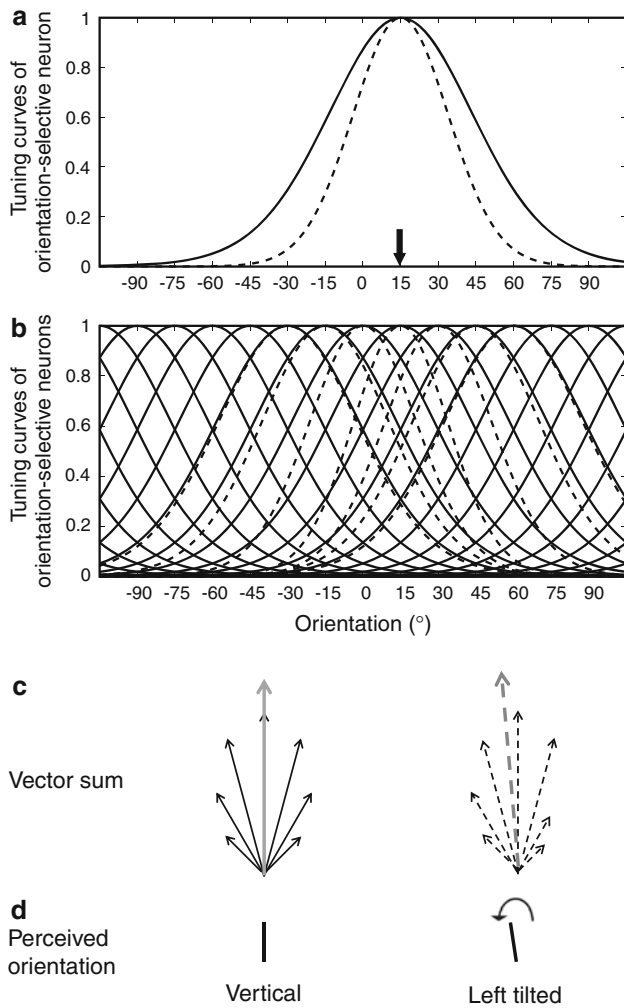 a
Tuning curves of
orientation-selective neuron
1
0.8
0.6
0.4
0.2
0
-90 -75 -60 -45 -30 -15 0 15 30 45 60 75 90
b
Tuning curves of
orientation-selective neurons
1
0.8
0.6
0.4
0.2
0
-90 -75 -60 -45 -30 -15 0 15 30 45 60 75 90
Orientation (°)
c
Vector sum
d
Perceived
orientation
Vertical
Left tilted